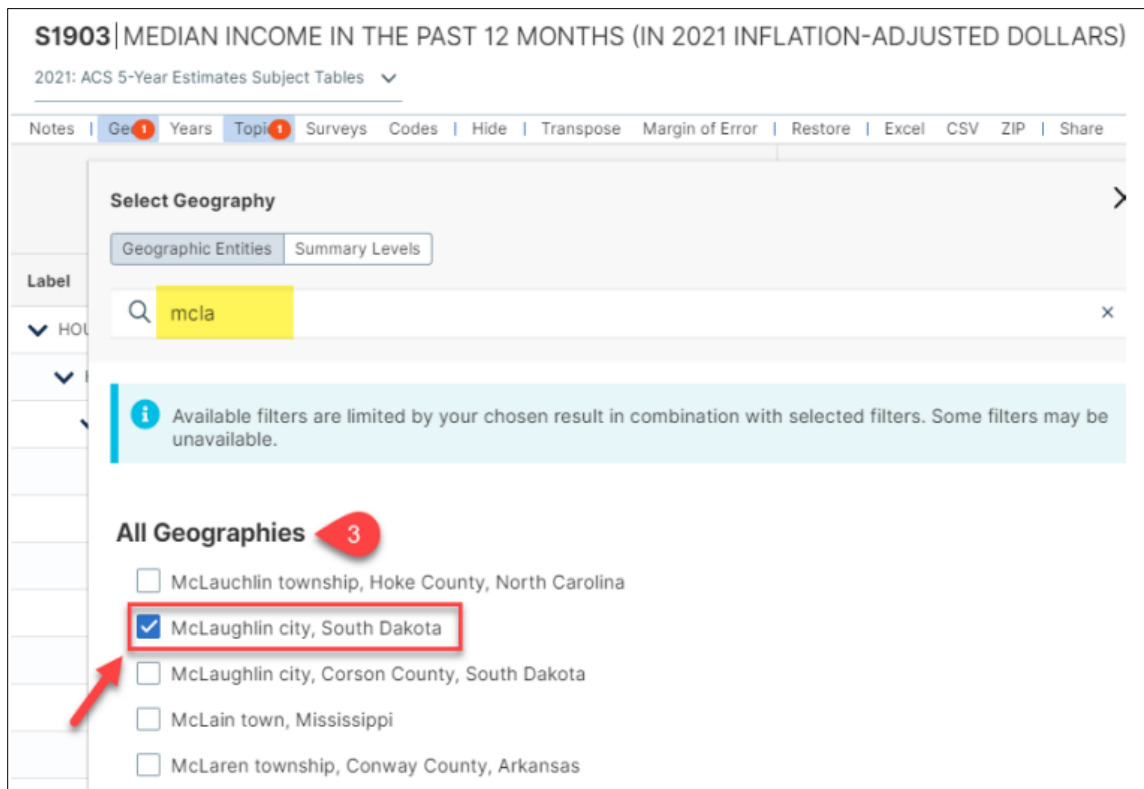 S1903 | MEDIAN INCOME IN THE PAST 12 MONTHS (IN 2021 INFLATION-ADJUSTED DOLLARS)
2021: ACS 5-Year Estimates Subject Tables
Notes | 1 Years 1 Surveys Codes | Hide | Transpose Margin of Error | Restore | Excel CSV ZIP | Share
Select Geography
Geographic Entities Summary Levels
Label
mcla
Available filters are limited by your chosen result in combination with selected filters. Some filters may be
unavailable.
All Geographies 3
McLauchlin township, Hoke County, North Carolina
McLaughlin city, South Dakota
McLaughlin city, Corson County, South Dakota
McLain town, Mississippi
McLaren township, Conway County, Arkansas